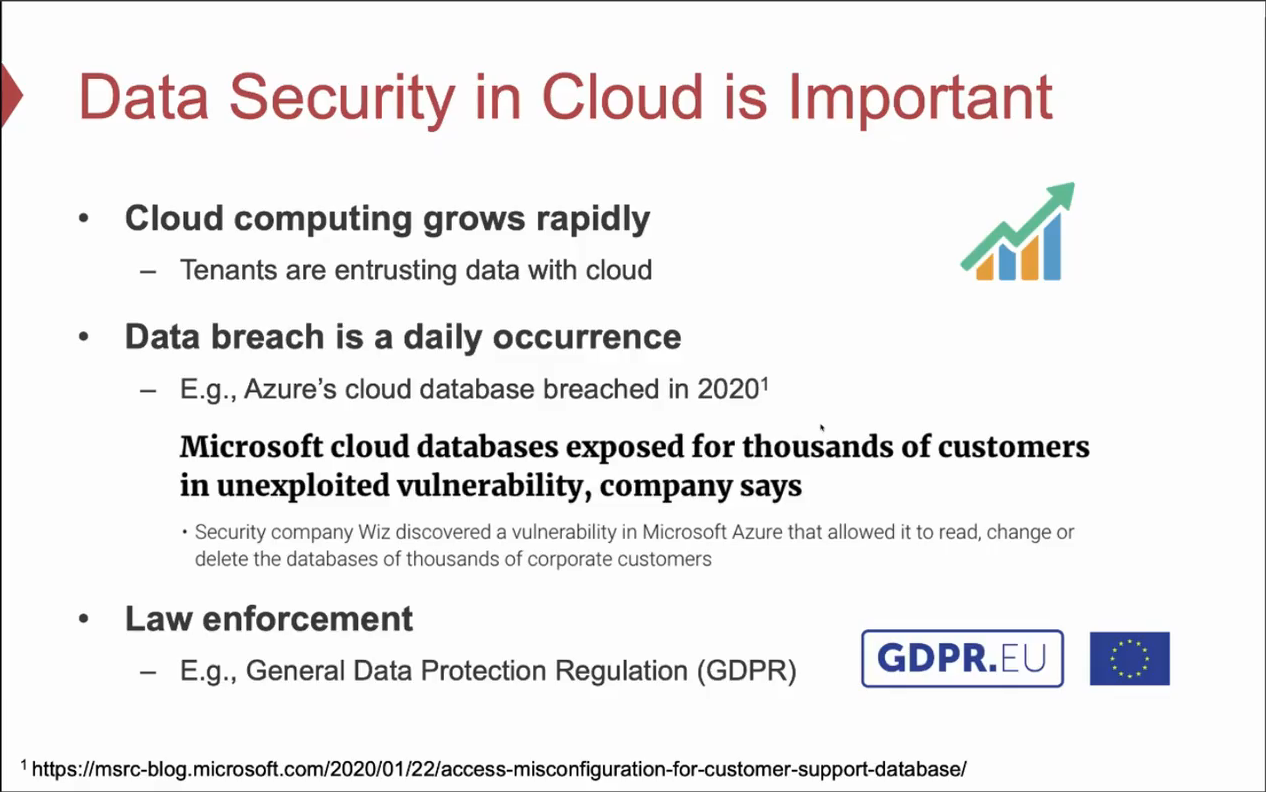 Data Security in Cloud is Important
• Cloud computing grows rapidly
– Tenants are entrusting data with cloud
• Data breach is a daily occurrence
– E.g., Azure’s cloud database breached in 2020¹
Microsoft cloud databases exposed for thousands of customers
in unexploited vulnerability, company says
• Security company Wiz discovered a vulnerability in Microsoft Azure that allowed it to read, change or
delete the databases of thousands of corporate customers
• Law enforcement
– E.g., General Data Protection Regulation (GDPR)
GDPR.EU
¹ https://msrc-blog.microsoft.com/2020/01/22/access-misconfiguration-for-customer-support-database/